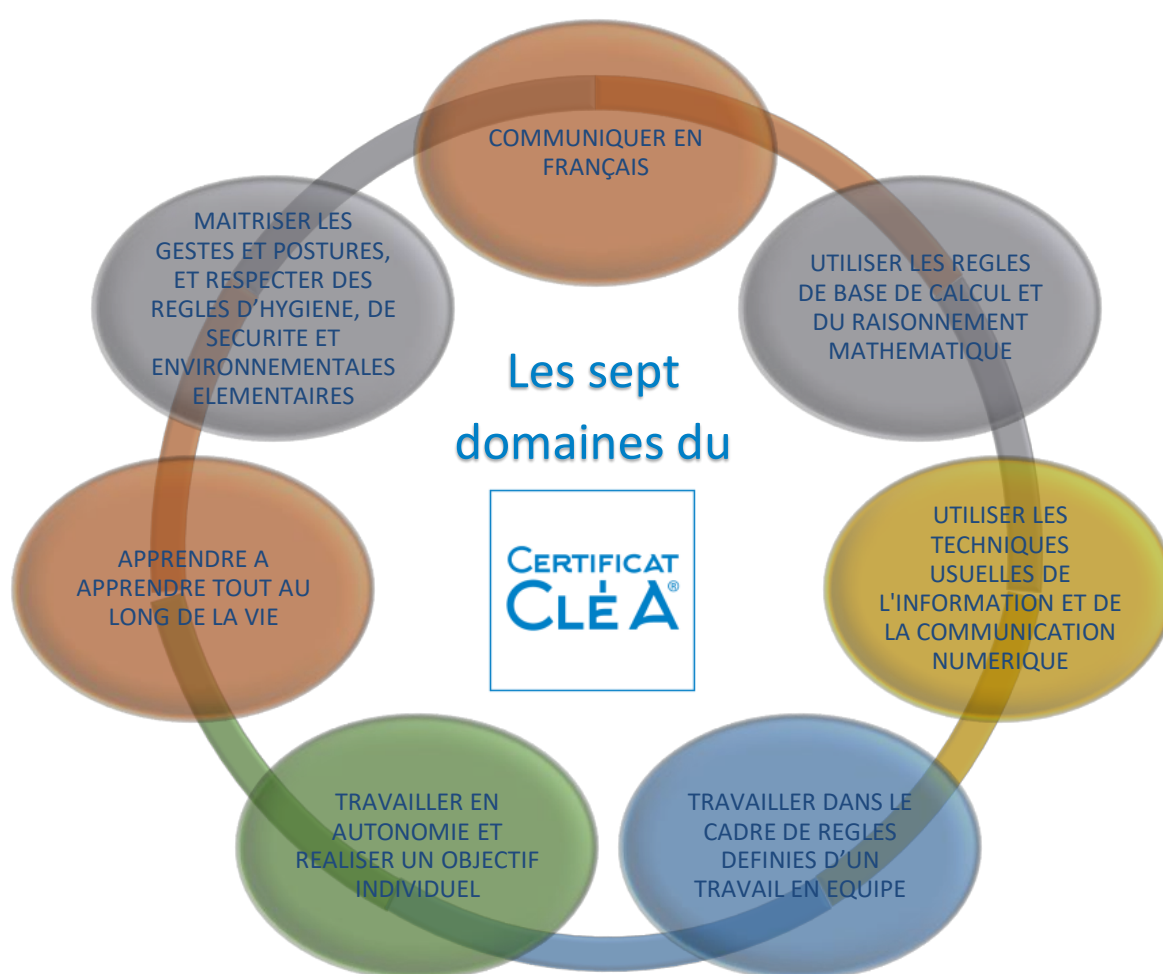 COMMUNIQUER EN
FRANÇAIS
UTILISER LES REGLES
DE BASE DE CALCUL ET
DU RAISONNEMENT
MATHEMATIQUE
UTILISER LES
TECHNIQUES
USUELLES DE
L'INFORMATION ET DE
LA COMMUNICATION
NUMERIQUE
TRAVAILLER DANS LE
CADRE DE REGLES
DEFINIES D’UN
TRAVAIL EN EQUIPE
TRAVAILLER EN
AUTONOMIE ET
REALISER UN OBJECTIF
INDIVIDUEL
APPRENDRE A
APPRENDRE TOUT AU
LONG DE LA VIE
MAITRISER LES
GESTES ET POSTURES,
ET RESPECTER DES
REGLES D’HYGIENE, DE
SECURITE ET
ENVIRONNEMENTALES
ELEMENTAIRES
Les sept
domaines du
CERTIFICAT
CLÉA®